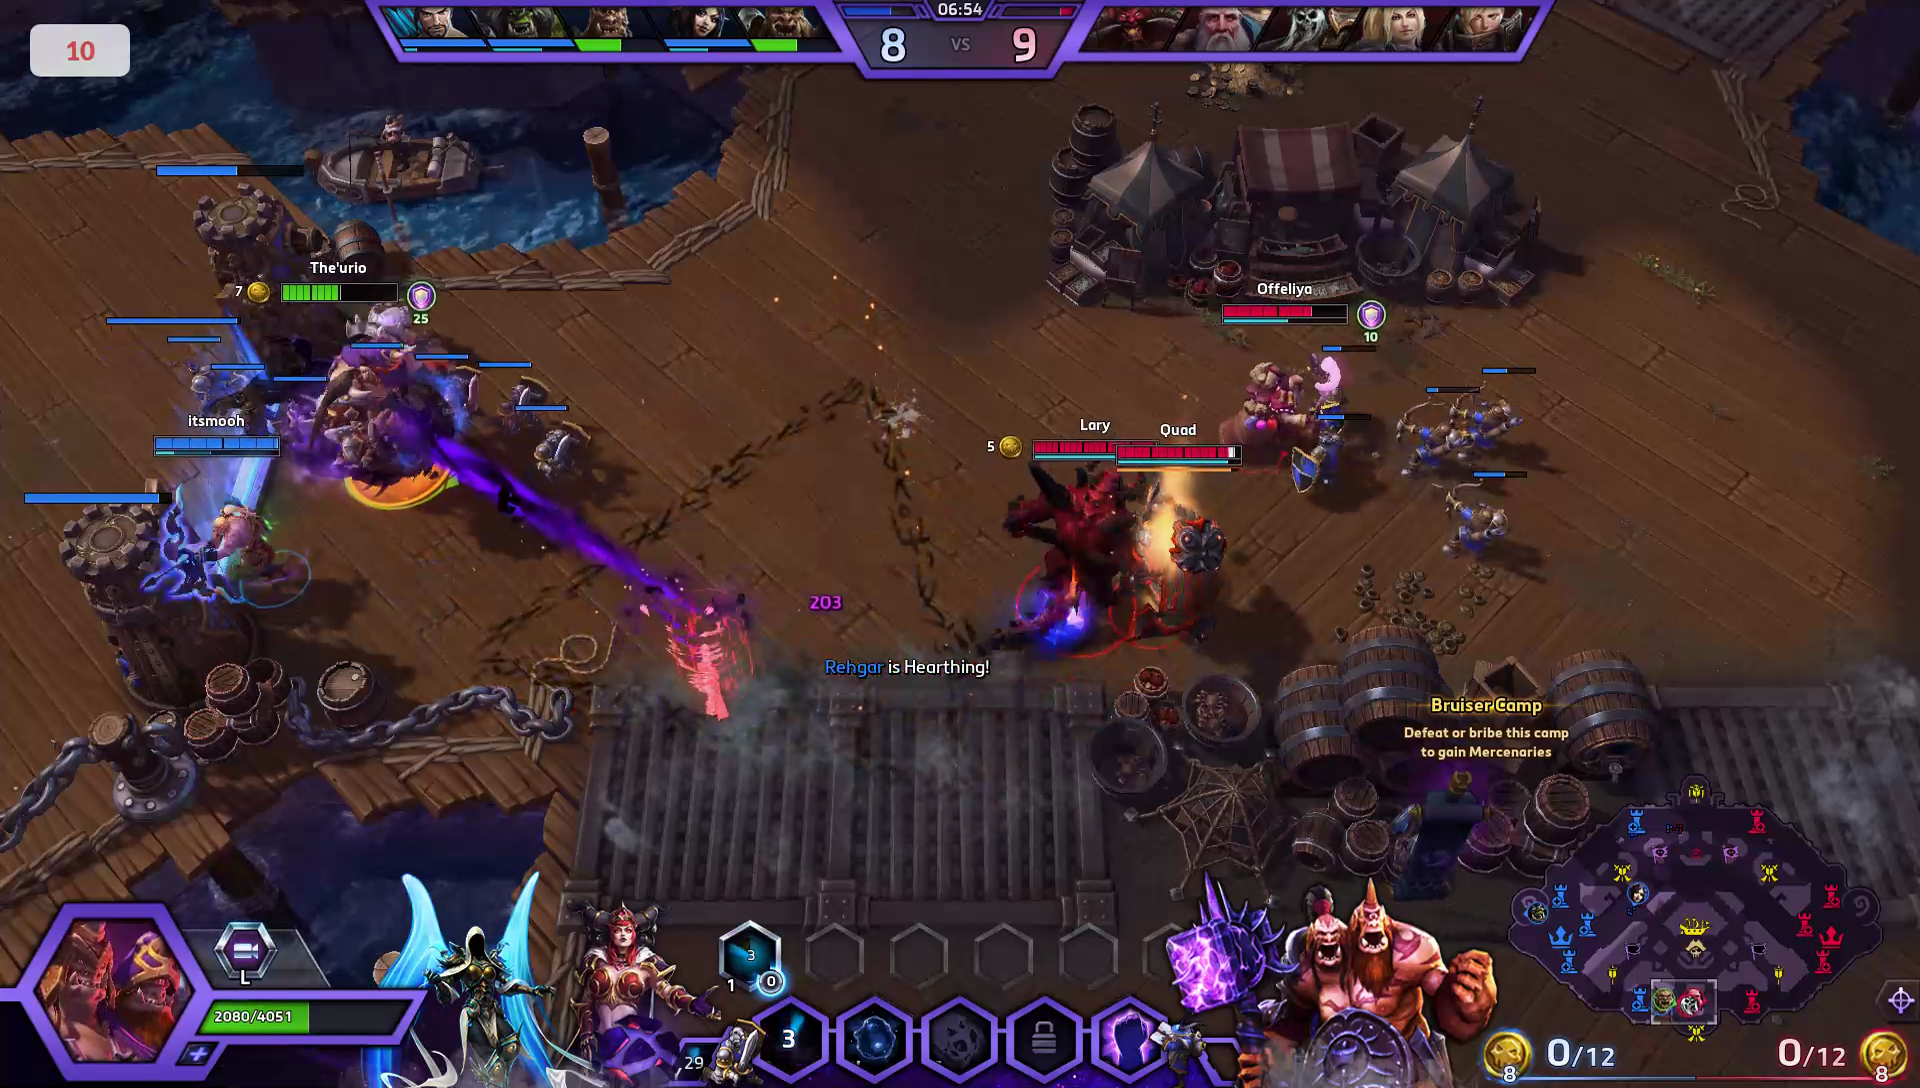 10
06:54
8 VS 9
The'urio
7
25
Offeliya
10
itsmooh
Lary
Quad
5
203
Rehgar is Hearthing!
Bruiser Camp
Defeat or bribe this camp
to gain Mercenaries
L
2080/4051
3
1
0
29
3
0/12
8
0/12
8